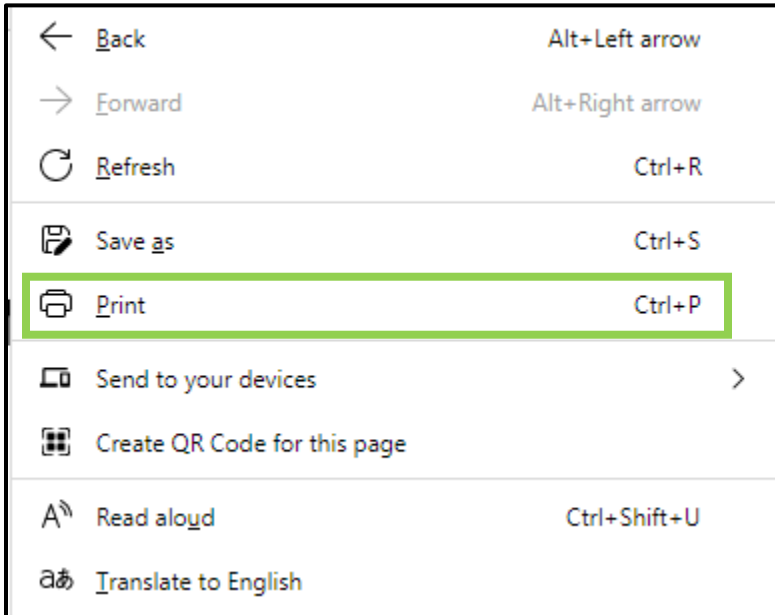 Back Alt+Left arrow
Forward Alt+Right arrow
Refresh Ctrl+R
Save as Ctrl+S
Print Ctrl+P
Send to your devices
Create QR Code for this page
Read aloud Ctrl+Shift+U
Translate to English